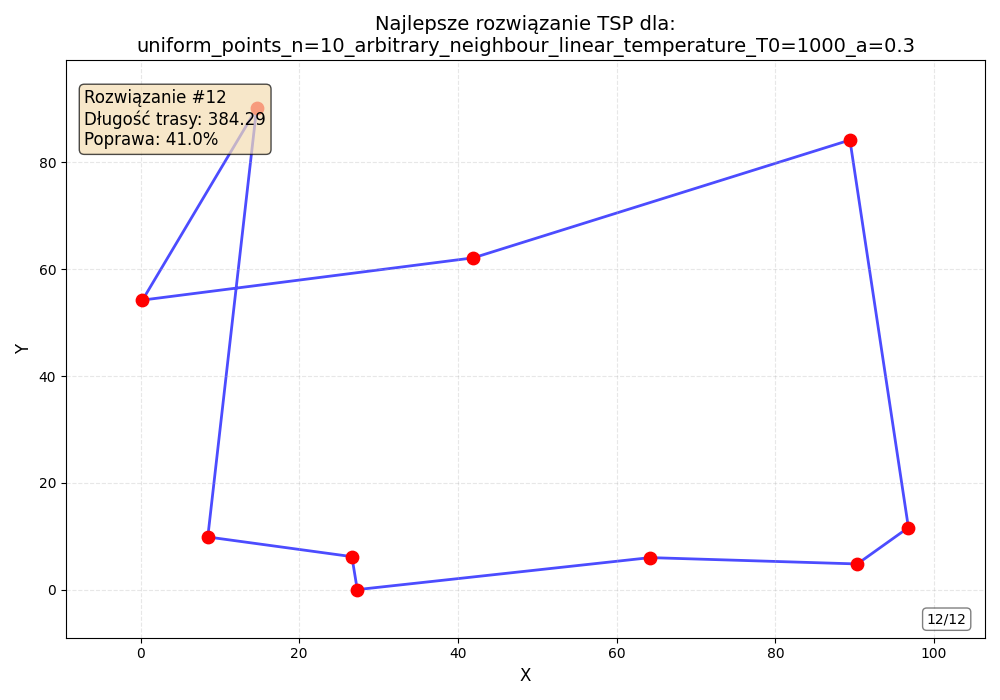 Najlepsze rozwiązanie TSP dla:
uniform_points_n=10_arbitrary_neighbour_linear_temperature_T0=1000_a=0.3
Rozwiązanie #12
Długość trasy: 384.29
Poprawa: 41.0%
80
60
40
20
0
Y
12/12
0 20 40 60 80 100
X